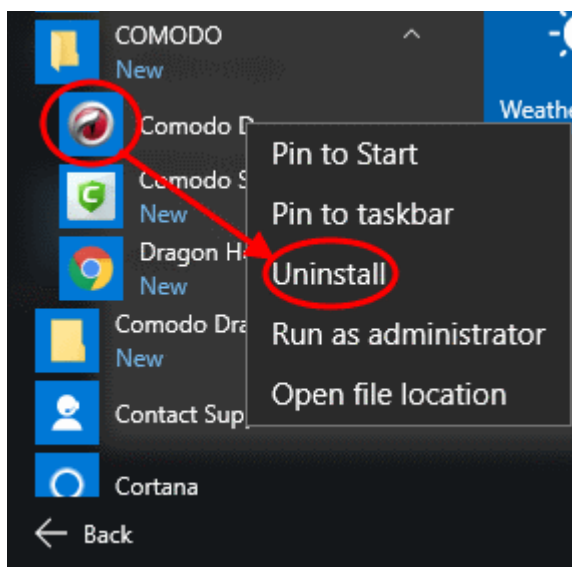 COMODO
New
Comodo D
Comodo S
New
Dragon H
New
Comodo Dra
New
Contact Sup
Cortana
Back
Pin to Start
Pin to taskbar
Uninstall
Run as administrator
Open file location
Weathe